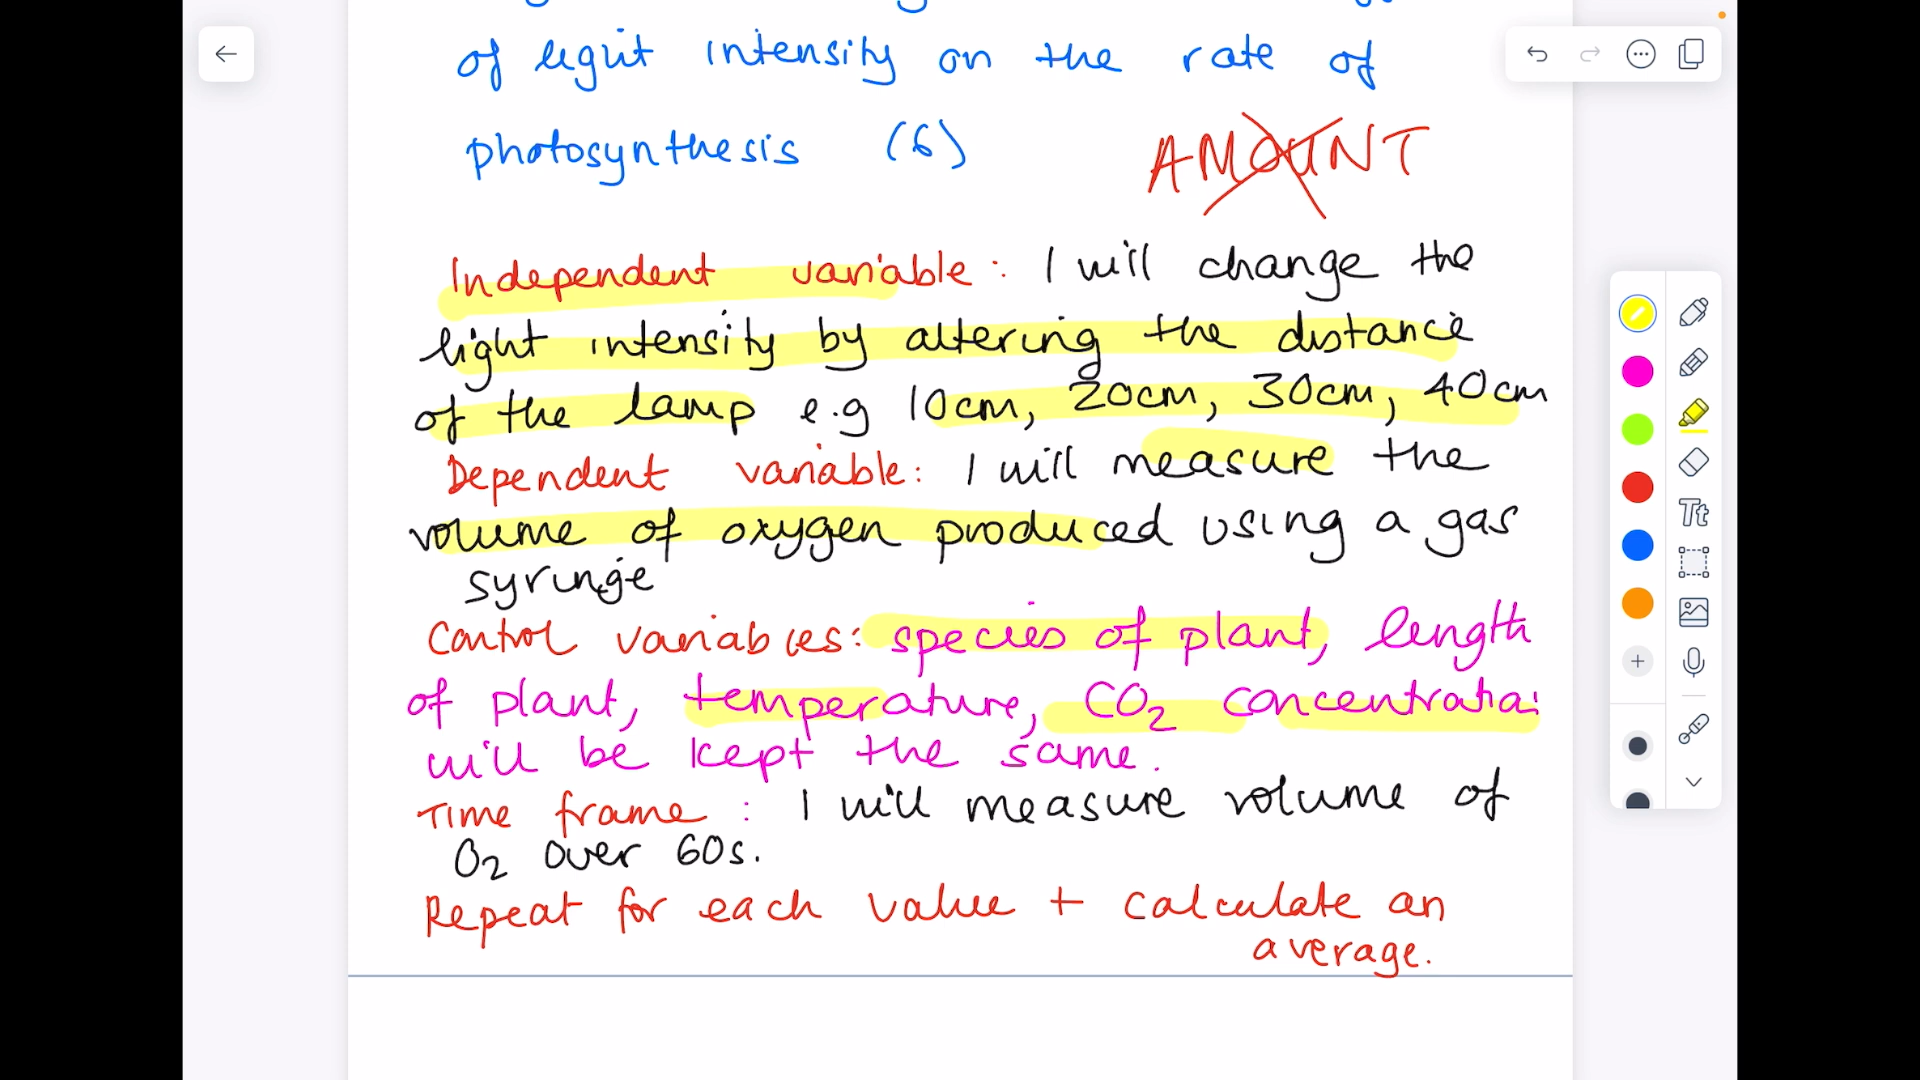 of light intensity on the rate of
photosynthesis (6)
AMOUNT
Independent variable: I will change the
light intensity by altering the distance
of the lamp e.g 10cm, 20cm, 30cm, 40cm
Dependent variable: I will measure the
volume of oxygen produced using a gas
syringe
Control variables: species of plant, length
of plant, temperature, CO₂ concentration
will be kept the same.
Time frame: I will measure volume of
O₂ over 60s.
Repeat for each value + calculate an
average.
Tt